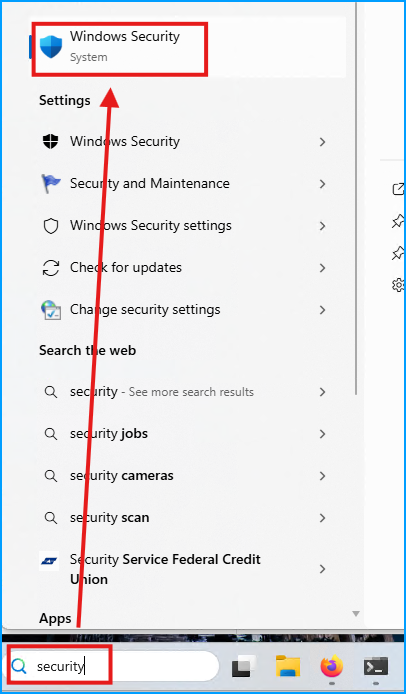 Windows Security
System
Settings
Windows Security
Security and Maintenance
Windows Security settings
Check for updates
Change security settings
Search the web
security - See more search results
security jobs
security cameras
security scan
Security Service Federal Credit
Union
Apps
security